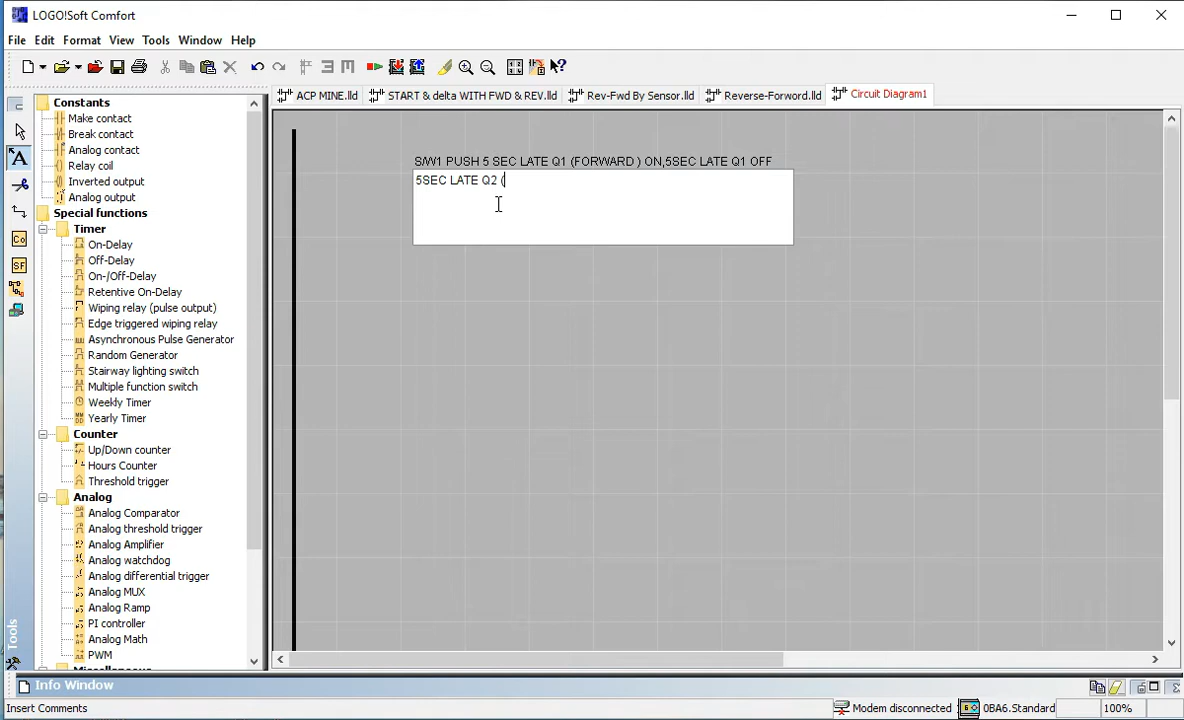 LOGO!Soft Comfort
File Edit Format View Tools Window Help
ACP MINE.lld START & delta WITH FWD & REV.lld Rev-Fwd By Sensor.lld Reverse-Forward.lld Circuit Diagram1
Constants
Make contact
Break contact
Analog contact
Relay coil
Inverted output
Analog output
Special functions
Timer
On-Delay
Off-Delay
On-/Off-Delay
Retentive On-Delay
Wiping relay (pulse output)
Edge triggered wiping relay
Asynchronous Pulse Generator
Random Generator
Stairway lighting switch
Multiple function switch
Weekly Timer
Yearly Timer
Counter
Up/Down counter
Hours Counter
Threshold trigger
Analog
Analog Comparator
Analog threshold trigger
Analog Amplifier
Analog watchdog
Analog differential trigger
Analog MUX
Analog Ramp
PI controller
Analog Math
PWM
Miscellaneous
Co
SF
Tools
S/W1 PUSH 5 SEC LATE Q1 (FORWARD ) ON,5SEC LATE Q1 OFF
5SEC LATE Q2 (
Info Window
Insert Comments
Modem disconnected
0BA6.Standard
100%